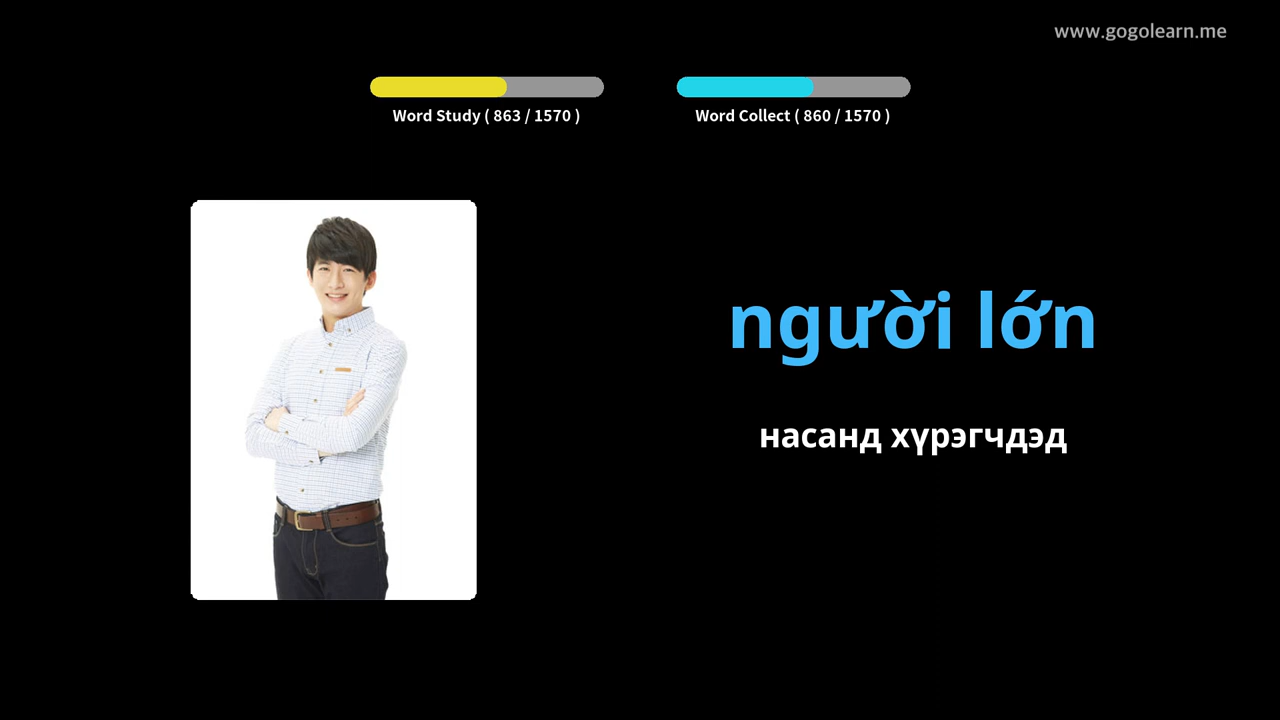 www.gogolearn.me
Word Study ( 863 / 1570 )
Word Collect ( 860 / 1570 )
người lớn
насанд хүрэгчдэд